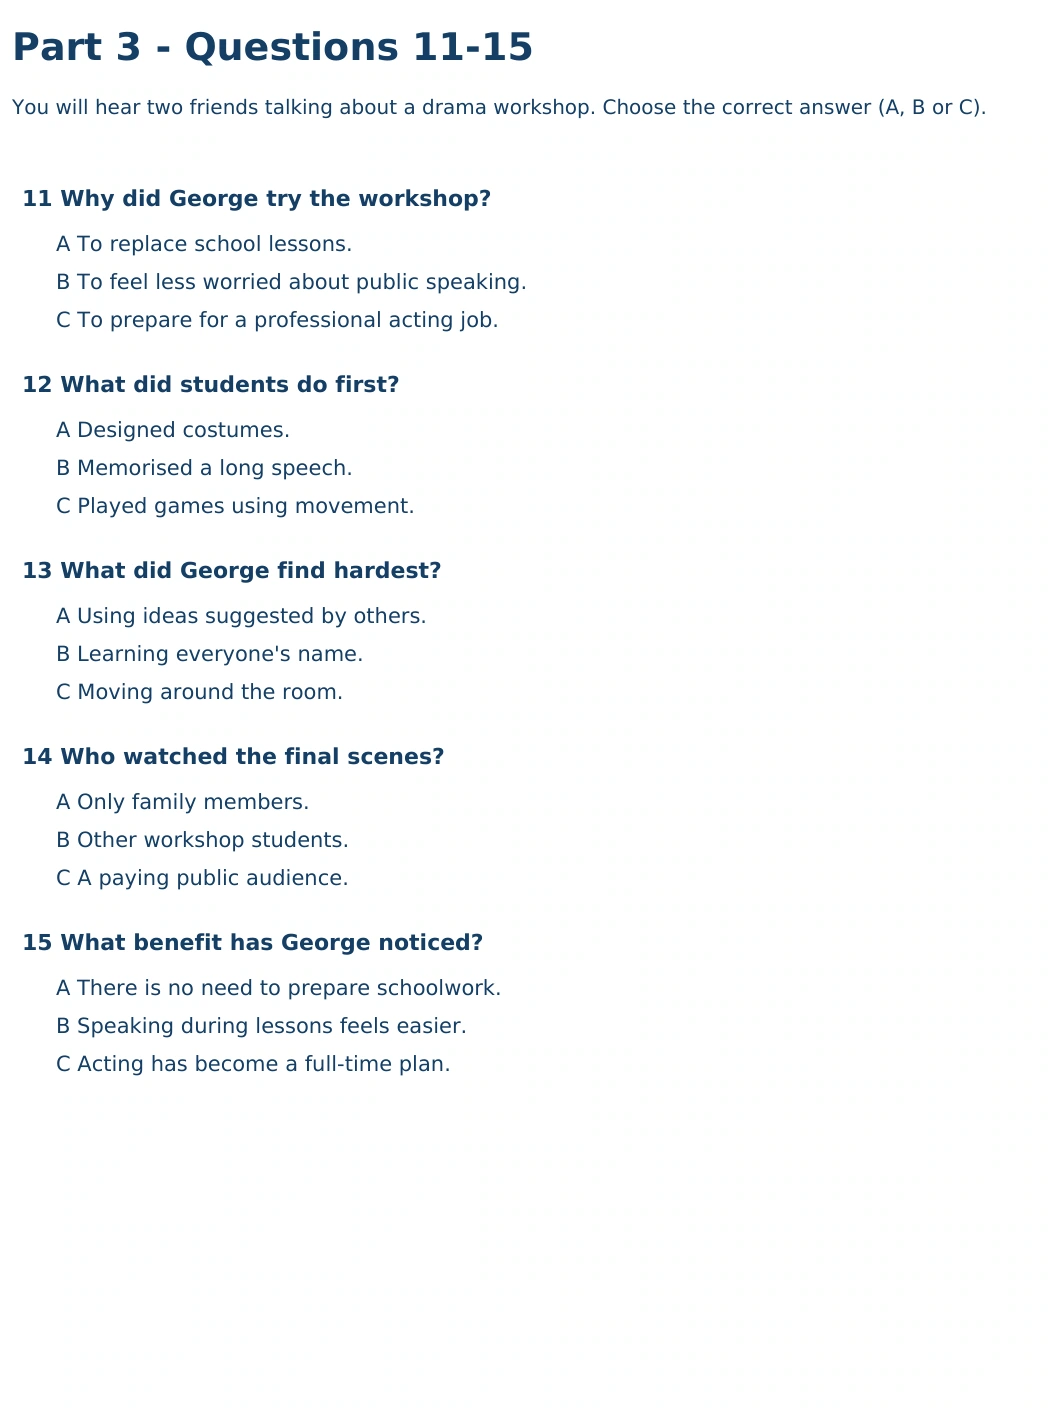 Part 3 - Questions 11-15
You will hear two friends talking about a drama workshop. Choose the correct answer (A, B or C).
11 Why did George try the workshop?
A To replace school lessons.
B To feel less worried about public speaking.
C To prepare for a professional acting job.
12 What did students do first?
A Designed costumes.
B Memorised a long speech.
C Played games using movement.
13 What did George find hardest?
A Using ideas suggested by others.
B Learning everyone's name.
C Moving around the room.
14 Who watched the final scenes?
A Only family members.
B Other workshop students.
C A paying public audience.
15 What benefit has George noticed?
A There is no need to prepare schoolwork.
B Speaking during lessons feels easier.
C Acting has become a full-time plan.